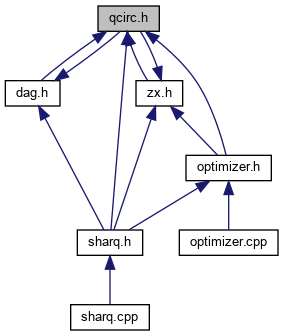 qcirc.h
dag.h
zx.h
optimizer.h
sharq.h
optimizer.cpp
sharq.cpp